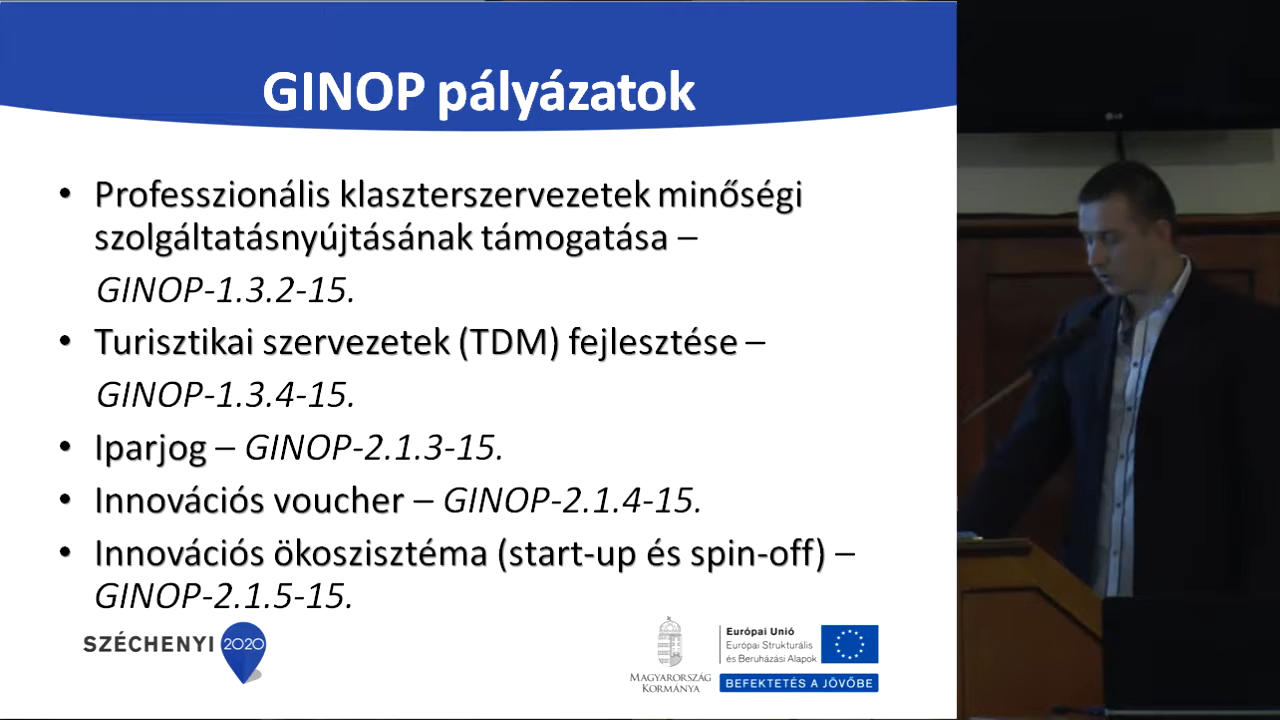 GINOP pályázatok
• Professzionális klaszterszervezetek minőségi
szolgáltatásnyújtásának támogatása –
GINOP-1.3.2-15.
• Turisztikai szervezetek (TDM) fejlesztése –
GINOP-1.3.4-15.
• Iparjog – GINOP-2.1.3-15.
• Innovációs voucher – GINOP-2.1.4-15.
• Innovációs ökoszisztéma (start-up és spin-off) –
GINOP-2.1.5-15.
SZÉCHENYI 2020
MAGYARORSZÁG
KORMÁNYA
Európai Unió
Európai Strukturális
és Beruházási Alapok
BEFEKTETÉS A JÖVŐBE
LG